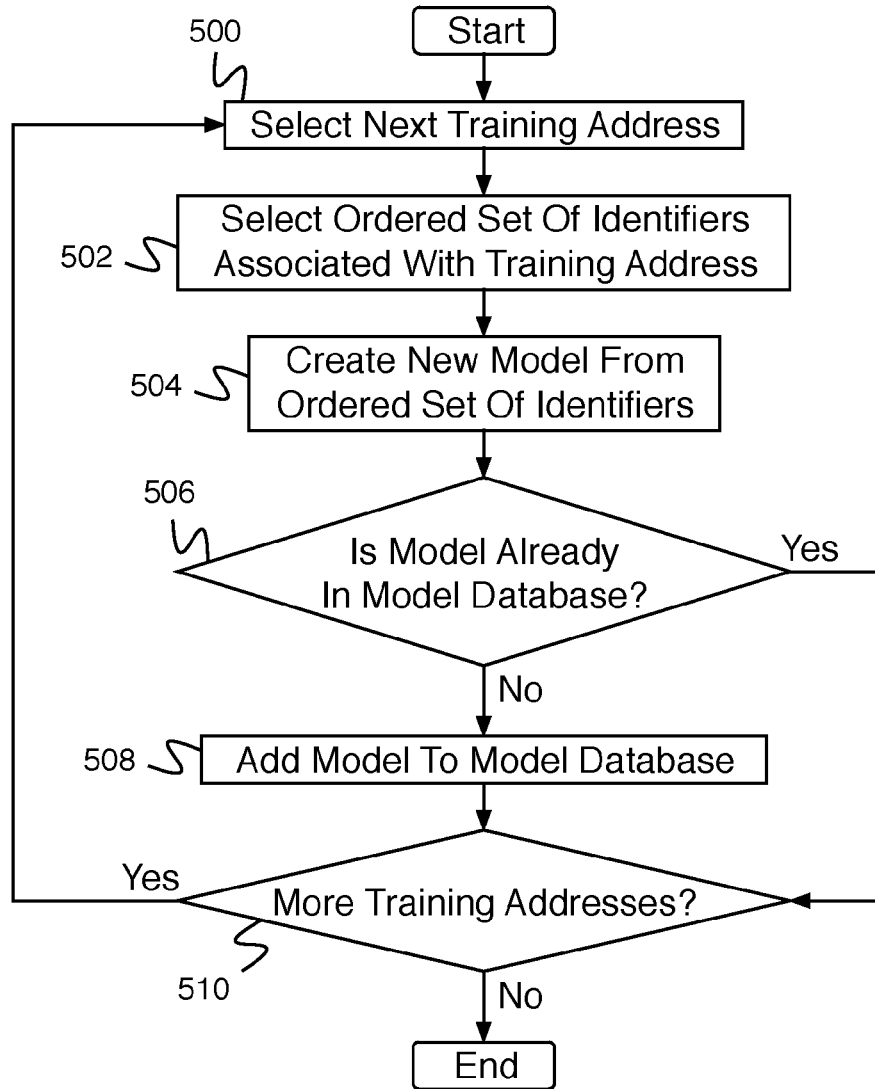 Start
500
Select Next Training Address
502
Select Ordered Set Of Identifiers
Associated With Training Address
504
Create New Model From
Ordered Set Of Identifiers
506
Is Model Already
In Model Database?
Yes
No
508
Add Model To Model Database
Yes
More Training Addresses?
510
No
End